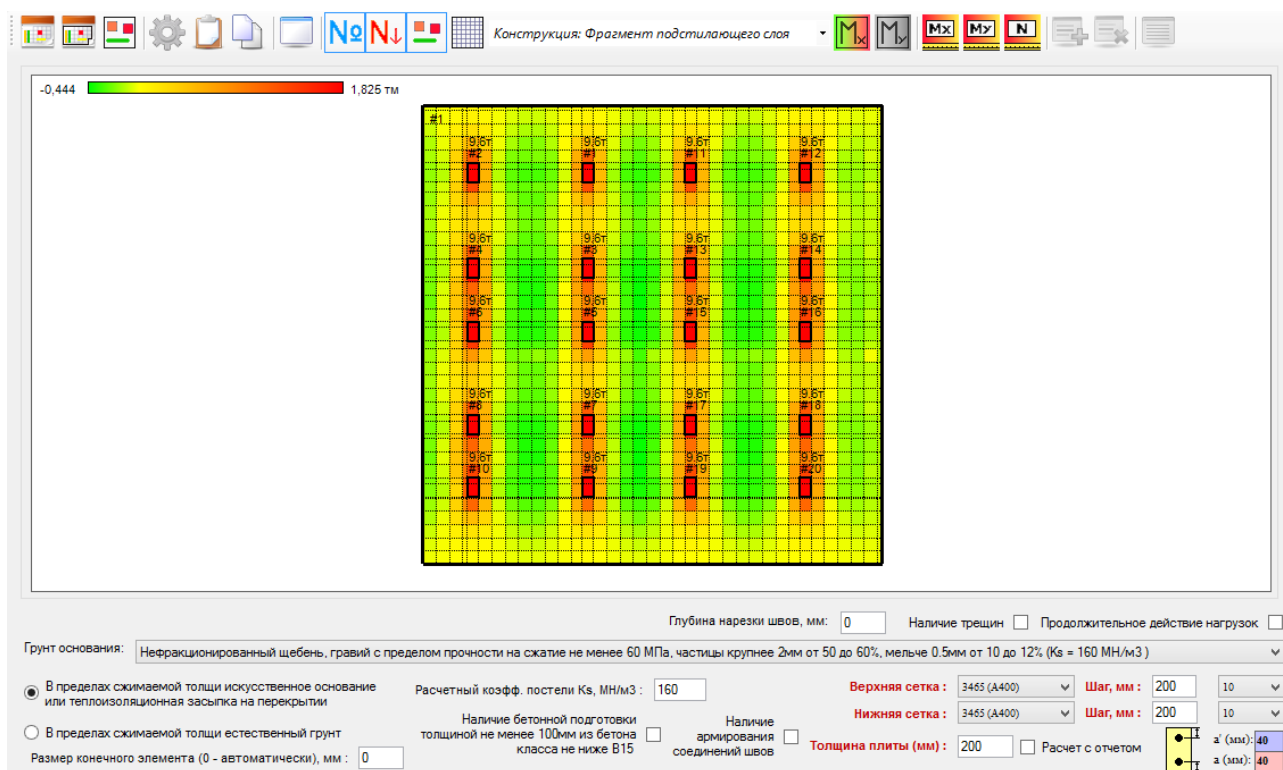 № N↓ Конструкция: Фрагмент подстилающего слоя Mx My Mx My N
-0,444 1,825 тм
#1
9,6т 9,6т 9,6т 9,6т
#2 #1 #11 #12
9,6т 9,6т 9,6т 9,6т
#4 #3 #13 #14
9,6т 9,6т 9,6т 9,6т
#6 #5 #15 #16
9,6т 9,6т 9,6т 9,6т
#8 #7 #17 #18
9,6т 9,6т 9,6т 9,6т
#10 #9 #19 #20
Глубина нарезки швов, мм: 0 Наличие трещин Продолжительное действие нагрузок
Грунт основания: Нефракционированный щебень, гравий с пределом прочности на сжатие не менее 60 МПа, частицы крупнее 2мм от 50 до 60%, мельче 0.5мм от 10 до 12% (Ks = 160 МН/м3 )
В пределах сжимаемой толщи искусственное основание
или теплоизоляционная засыпка на перекрытии
Расчетный коэфф. постели Ks, МН/м3 : 160
Верхняя сетка : 3465 (А400) Шаг, мм : 200 10
Нижняя сетка : 3465 (А400) Шаг, мм : 200 10
Наличие бетонной подготовки
толщиной не менее 100мм из бетона
класса не ниже В15
Наличие
армирования
соединений швов
В пределах сжимаемой толщи естественный грунт
Толщина плиты (мм) : 200 Расчет с отчетом
a' (мм): 40
a (мм): 40
Размер конечного элемента (0 - автоматически), мм : 0